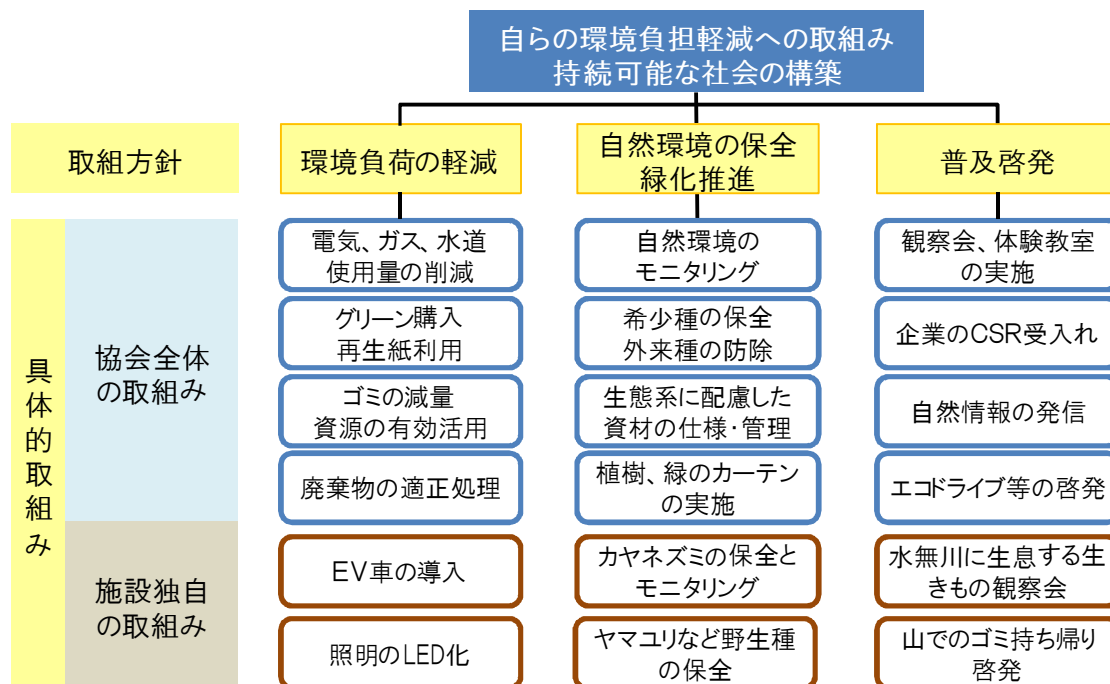 自らの環境負担軽減への取組み
持続可能な社会の構築
取組方針
環境負荷の軽減
自然環境の保全
緑化推進
普及啓発
具体的取組み
協会全体
の取組み
電気、ガス、水道
使用量の削減
自然環境の
モニタリング
観察会、体験教室
の実施
グリーン購入
再生紙利用
希少種の保全
外来種の防除
企業のCSR受入れ
ゴミの減量
資源の有効活用
生態系に配慮した
資材の仕様・管理
自然情報の発信
廃棄物の適正処理
植樹、緑のカーテン
の実施
エコドライブ等の啓発
施設独自
の取組み
EV車の導入
カヤネズミの保全と
モニタリング
水無川に生息する生
きもの観察会
照明のLED化
ヤマユリなど野生種
の保全
山でのゴミ持ち帰り
啓発